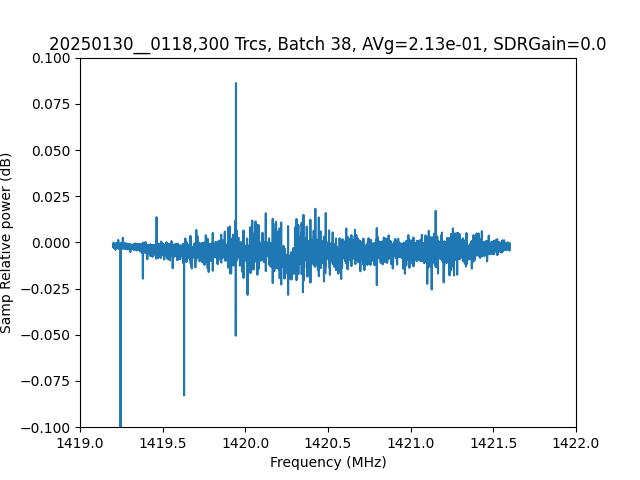 20250130__0118,300 Trcs, Batch 38, AVg=2.13e-01, SDRGain=0.0
0.100
0.075
0.050
0.025
0.000
−0.025
−0.050
−0.075
−0.100
Samp Relative power (dB)
1419.0 1419.5 1420.0 1420.5 1421.0 1421.5 1422.0
Frequency (MHz)